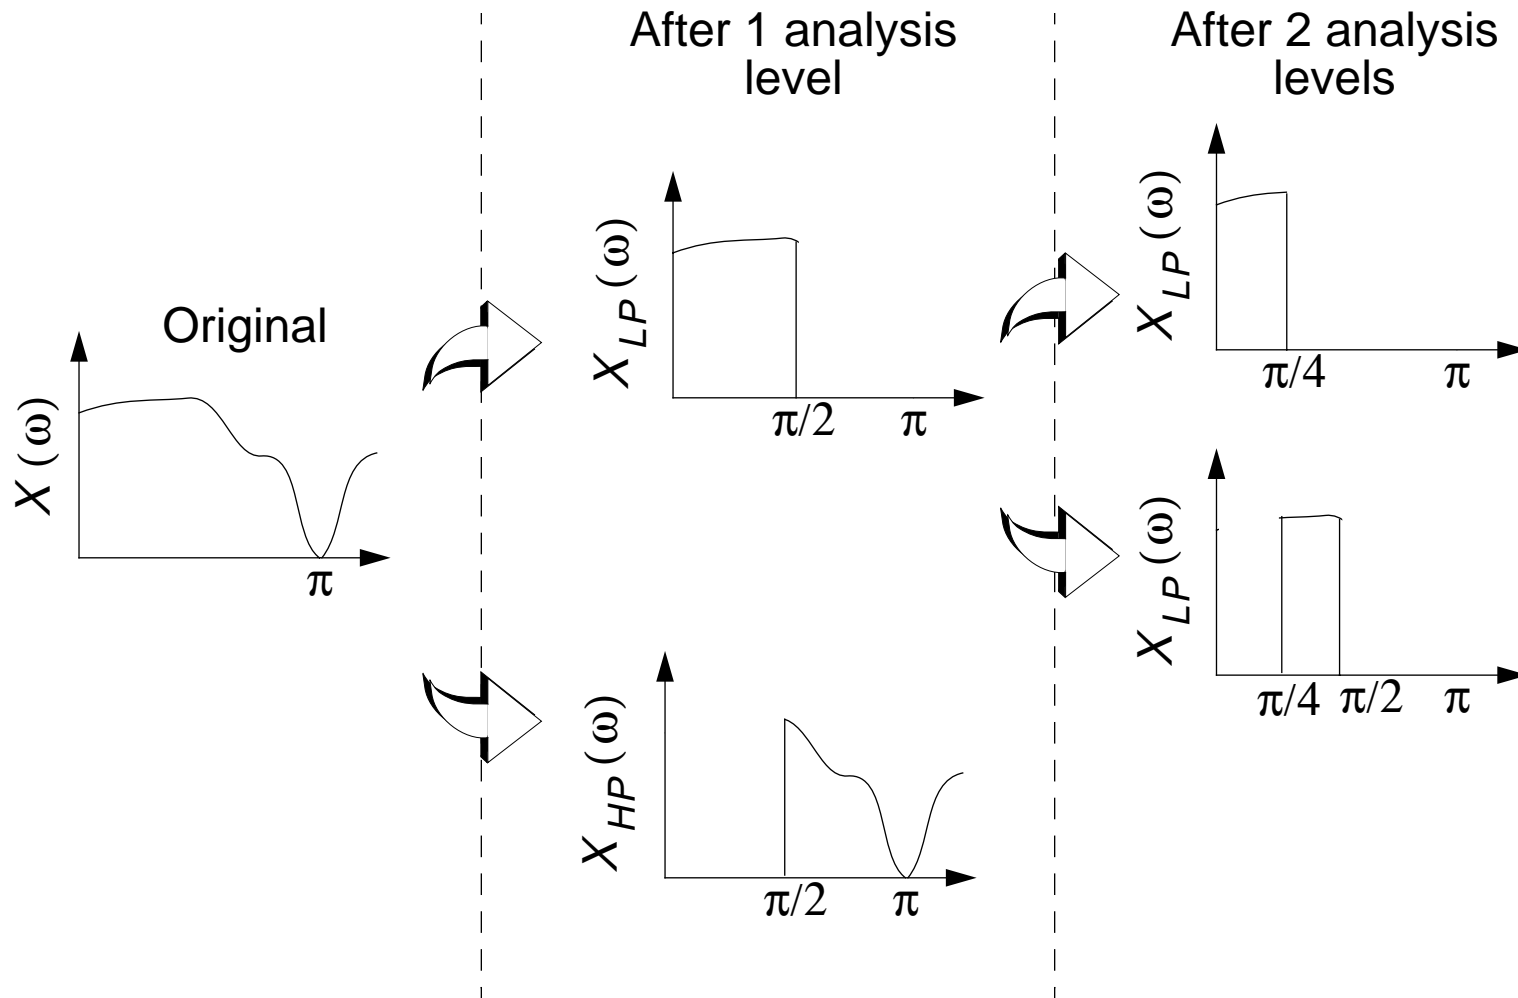 After 1 analysis
level
After 2 analysis
levels
Original
X(ω)
π
X_LP(ω)
π/2 π
X_HP(ω)
π/2 π
X_LP(ω)
π/4 π
X_LP(ω)
π/4 π/2 π